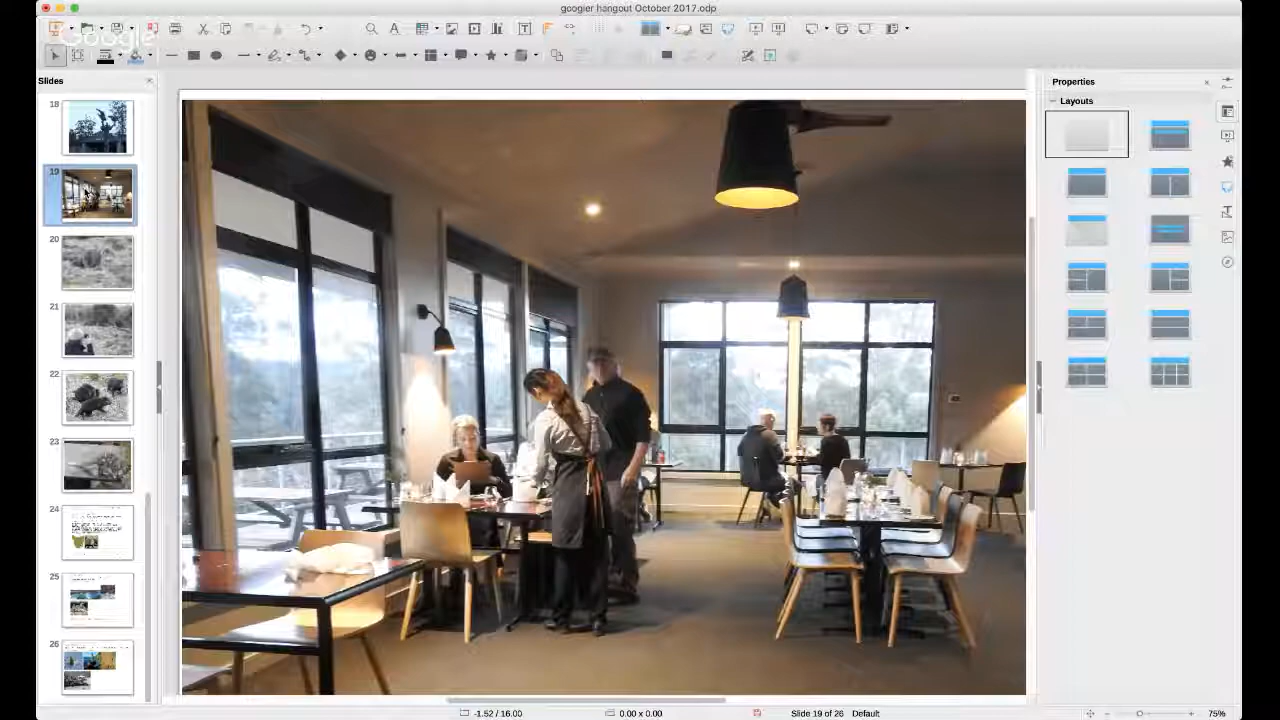 googier hangout October 2017.odp
Google
Slides
Properties
Layouts
18
19
20
21
22
23
24
25
26
-1.52 / 16.00
0.00 x 0.00
Slide 19 of 26
Default
75%